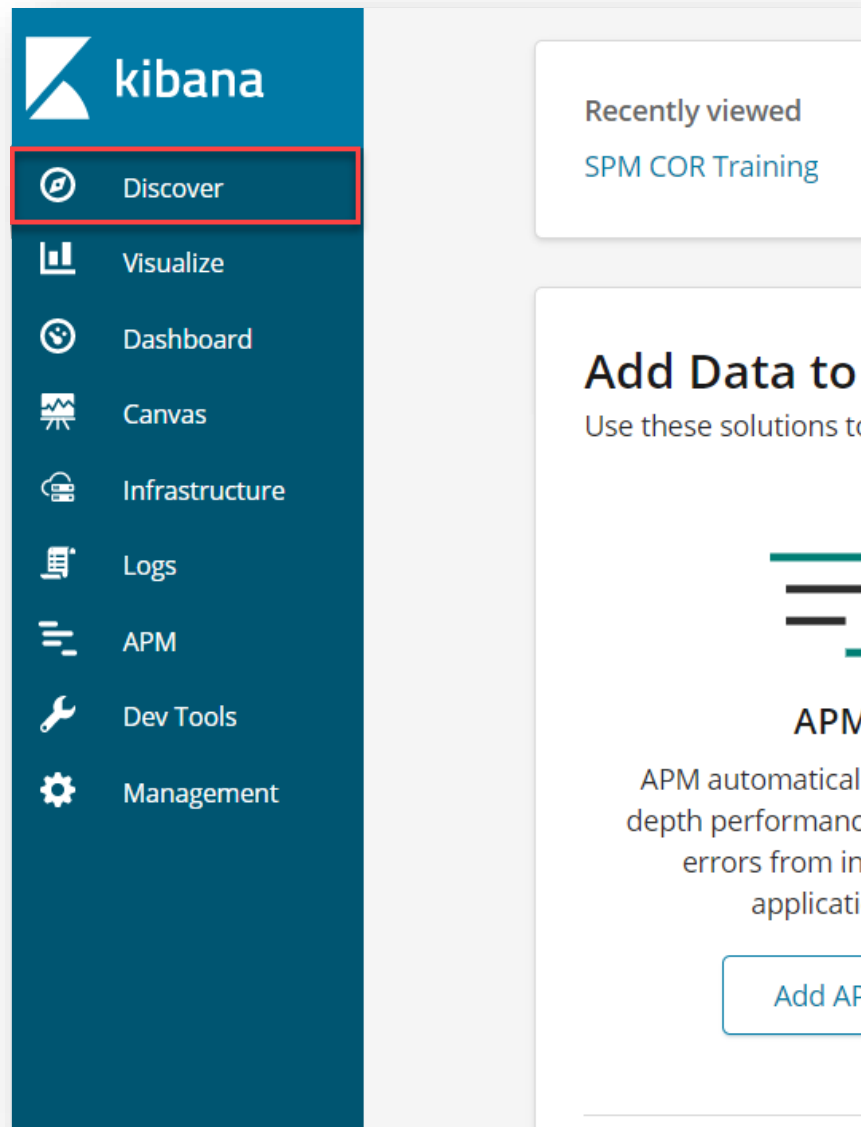 kibana
Discover
Visualize
Dashboard
Canvas
Infrastructure
Logs
APM
Dev Tools
Management
Recently viewed
SPM COR Training
Add Data to
Use these solutions to
APM
APM automatical
depth performanc
errors from in
applicati
Add AP